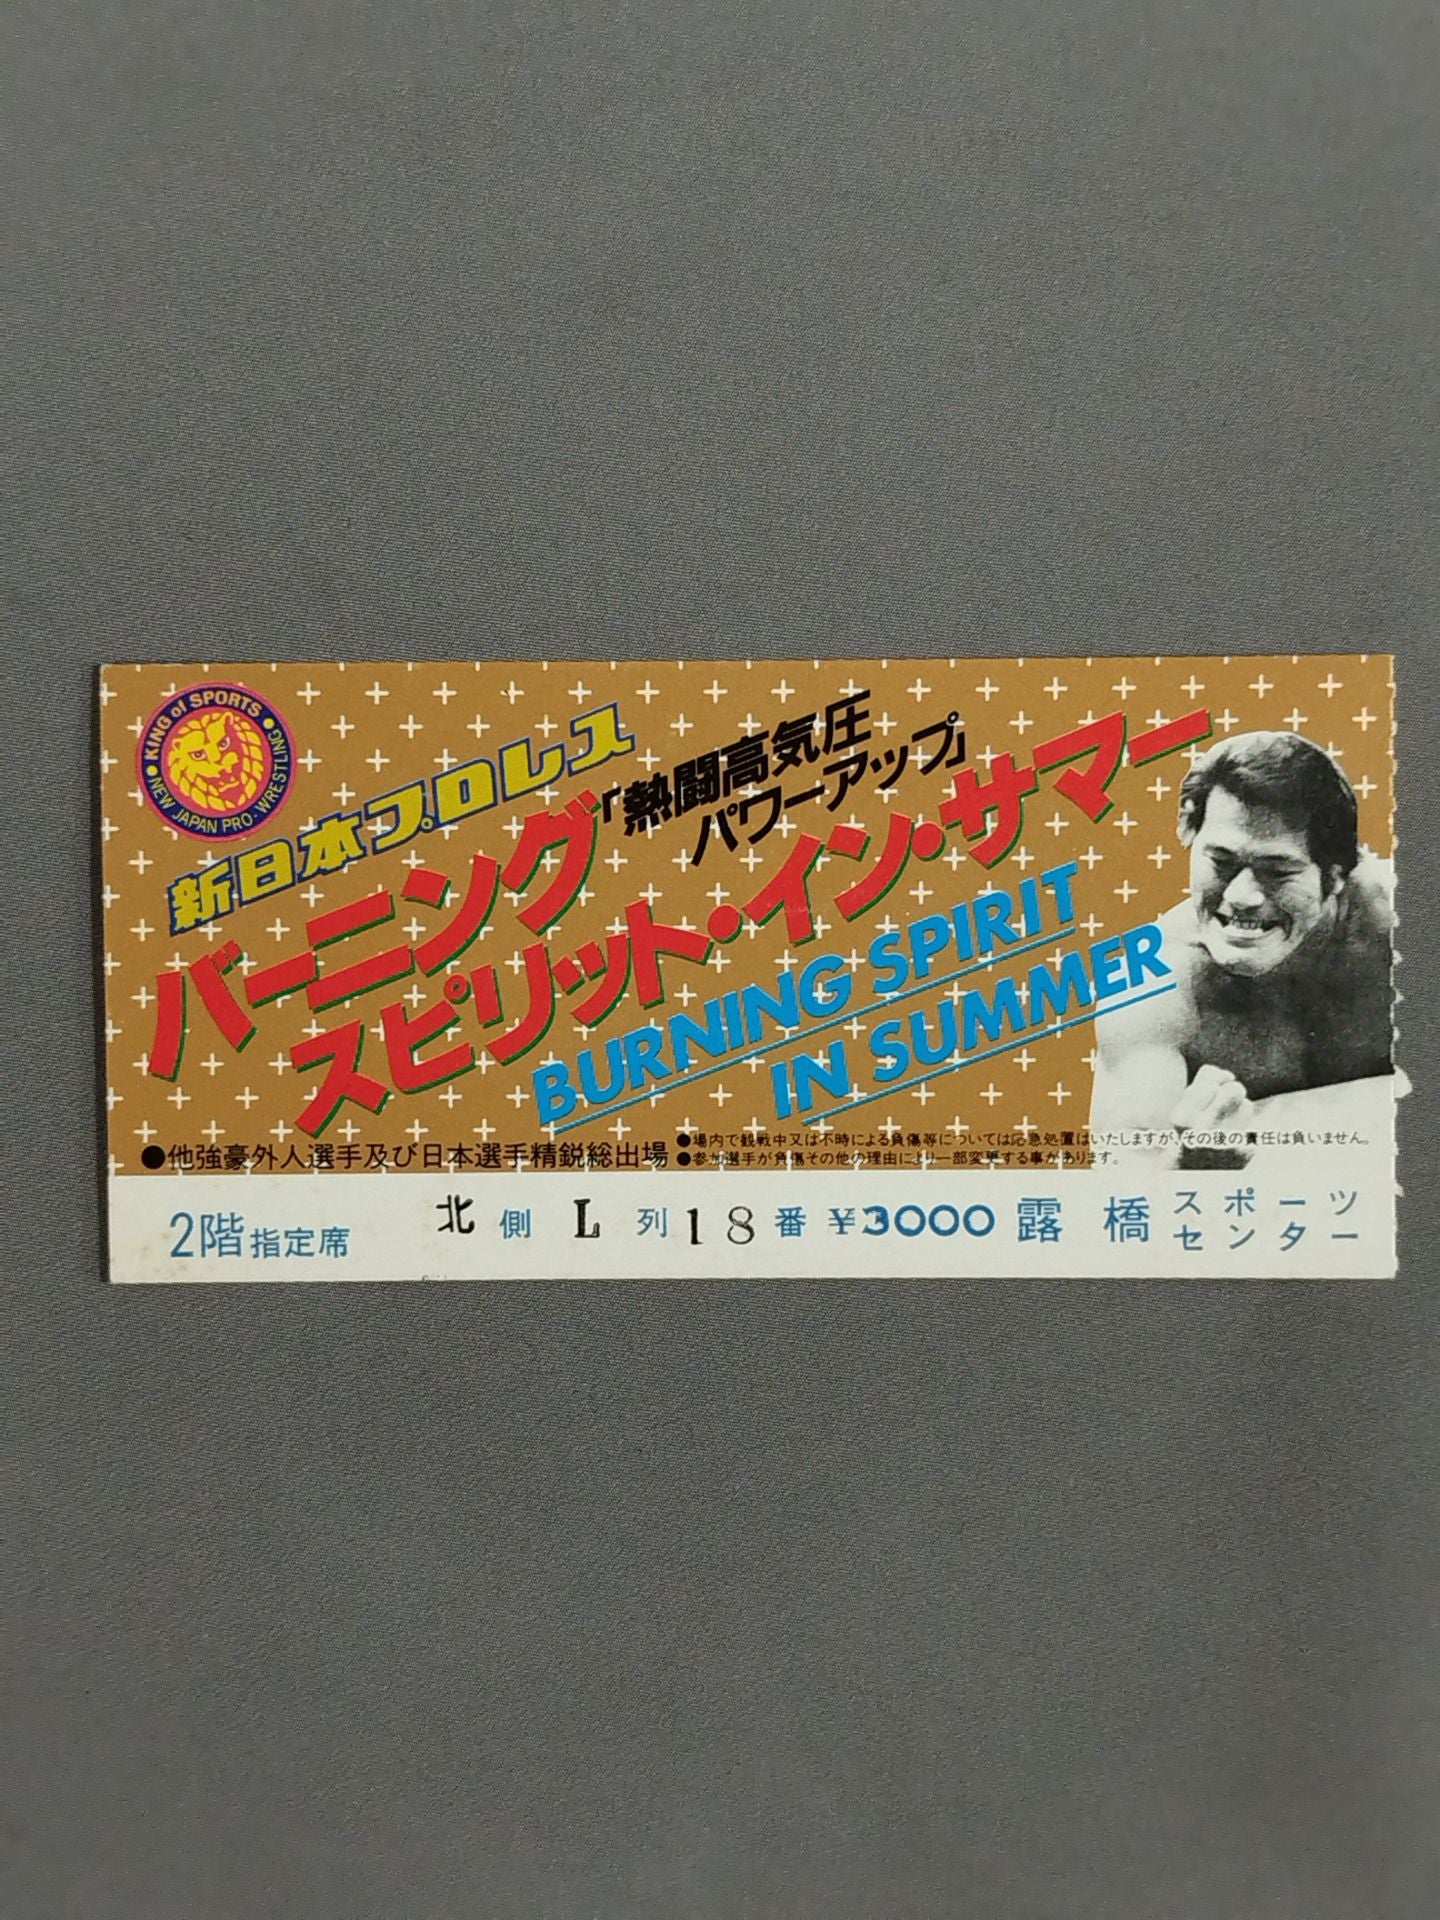 KING of SPORTS
NEW JAPAN PRO-WRESTLING
新日本プロレス
「熱闘高気圧
パワーアップ」
バーニング
スピリット・イン・サマー
BURNING SPIRIT
IN SUMMER
●他強豪外人選手及び日本選手精鋭総出場
●場内で観戦中又は不時による負傷等については応急処置はいたしますが、その後の責任は負いません。
●参加選手が負傷その他の理由により一部変更する事があります。
2階指定席 北側 L列18番 ¥3000 露橋スポーツセンター